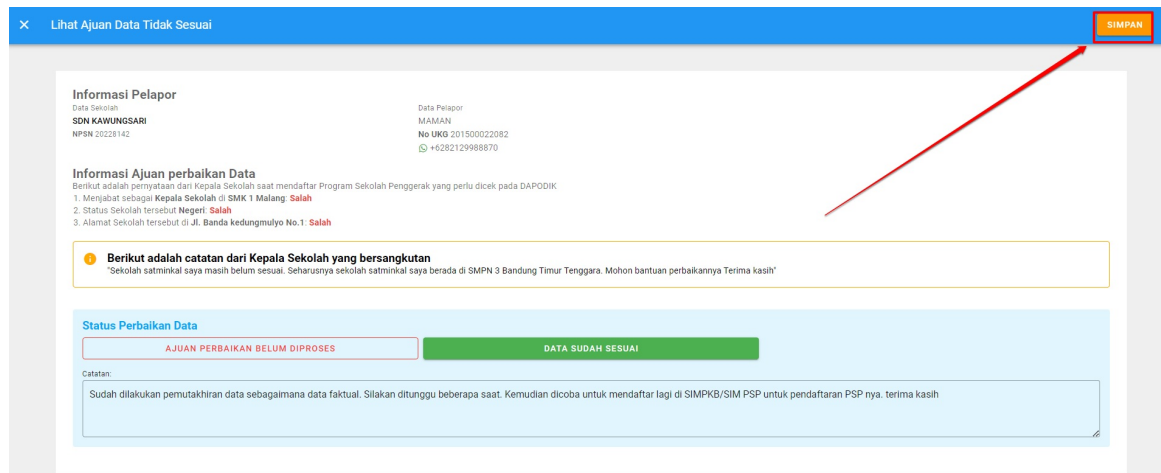 × Lihat Ajuan Data Tidak Sesuai
SIMPAN
Informasi Pelapor
Data Sekolah
SDN KAWUNGSARI
NPSN 20228142
Data Pelapor
MAMAN
No UKG 201500022082
+6282129988870
Informasi Ajuan perbaikan Data
Berikut adalah pernyataan dari Kepala Sekolah saat mendaftar Program Sekolah Penggerak yang perlu dicek pada DAPODIK
1. Menjabat sebagai Kepala Sekolah di SMK 1 Malang: Salah
2. Status Sekolah tersebut Negeri: Salah
3. Alamat Sekolah tersebut di Jl. Banda kedungmulyo No.1: Salah
Berikut adalah catatan dari Kepala Sekolah yang bersangkutan
"Sekolah satminkal saya masih belum sesuai. Seharusnya sekolah satminkal saya berada di SMPN 3 Bandung Timur Tenggara. Mohon bantuan perbaikannya Terima kasih"
Status Perbaikan Data
AJUAN PERBAIKAN BELUM DIPROSES
DATA SUDAH SESUAI
Catatan:
Sudah dilakukan pemutakhiran data sebagaimana data faktual. Silakan ditunggu beberapa saat. Kemudian dicoba untuk mendaftar lagi di SIMPKB/SIM PSP untuk pendaftaran PSP nya. terima kasih